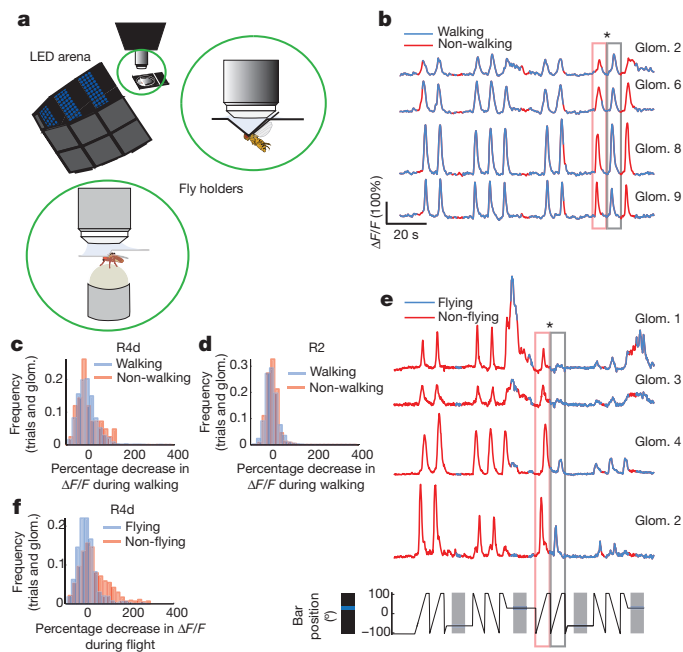 a
LED arena
Fly holders
b
Walking
Non-walking
*
Glom. 2
Glom. 6
Glom. 8
Glom. 9
ΔF/F (100%)
20 s
c
R4d
Walking
Non-walking
Frequency
(trials and glom.)
0.2
0.1
0
0 200 400
Percentage decrease in
ΔF/F during walking
d
R2
Walking
Non-walking
Frequency
(trials and glom.)
0.3
0.2
0.1
0
0 200 400
Percentage decrease in
ΔF/F during walking
e
Flying
Non-flying
*
Glom. 1
Glom. 3
Glom. 4
Glom. 2
Bar
position
(º)
100
0
−100
f
R4d
Flying
Non-flying
Frequency
(trials and glom.)
0.2
0.1
0
0 200 400
Percentage decrease in ΔF/F
during flight